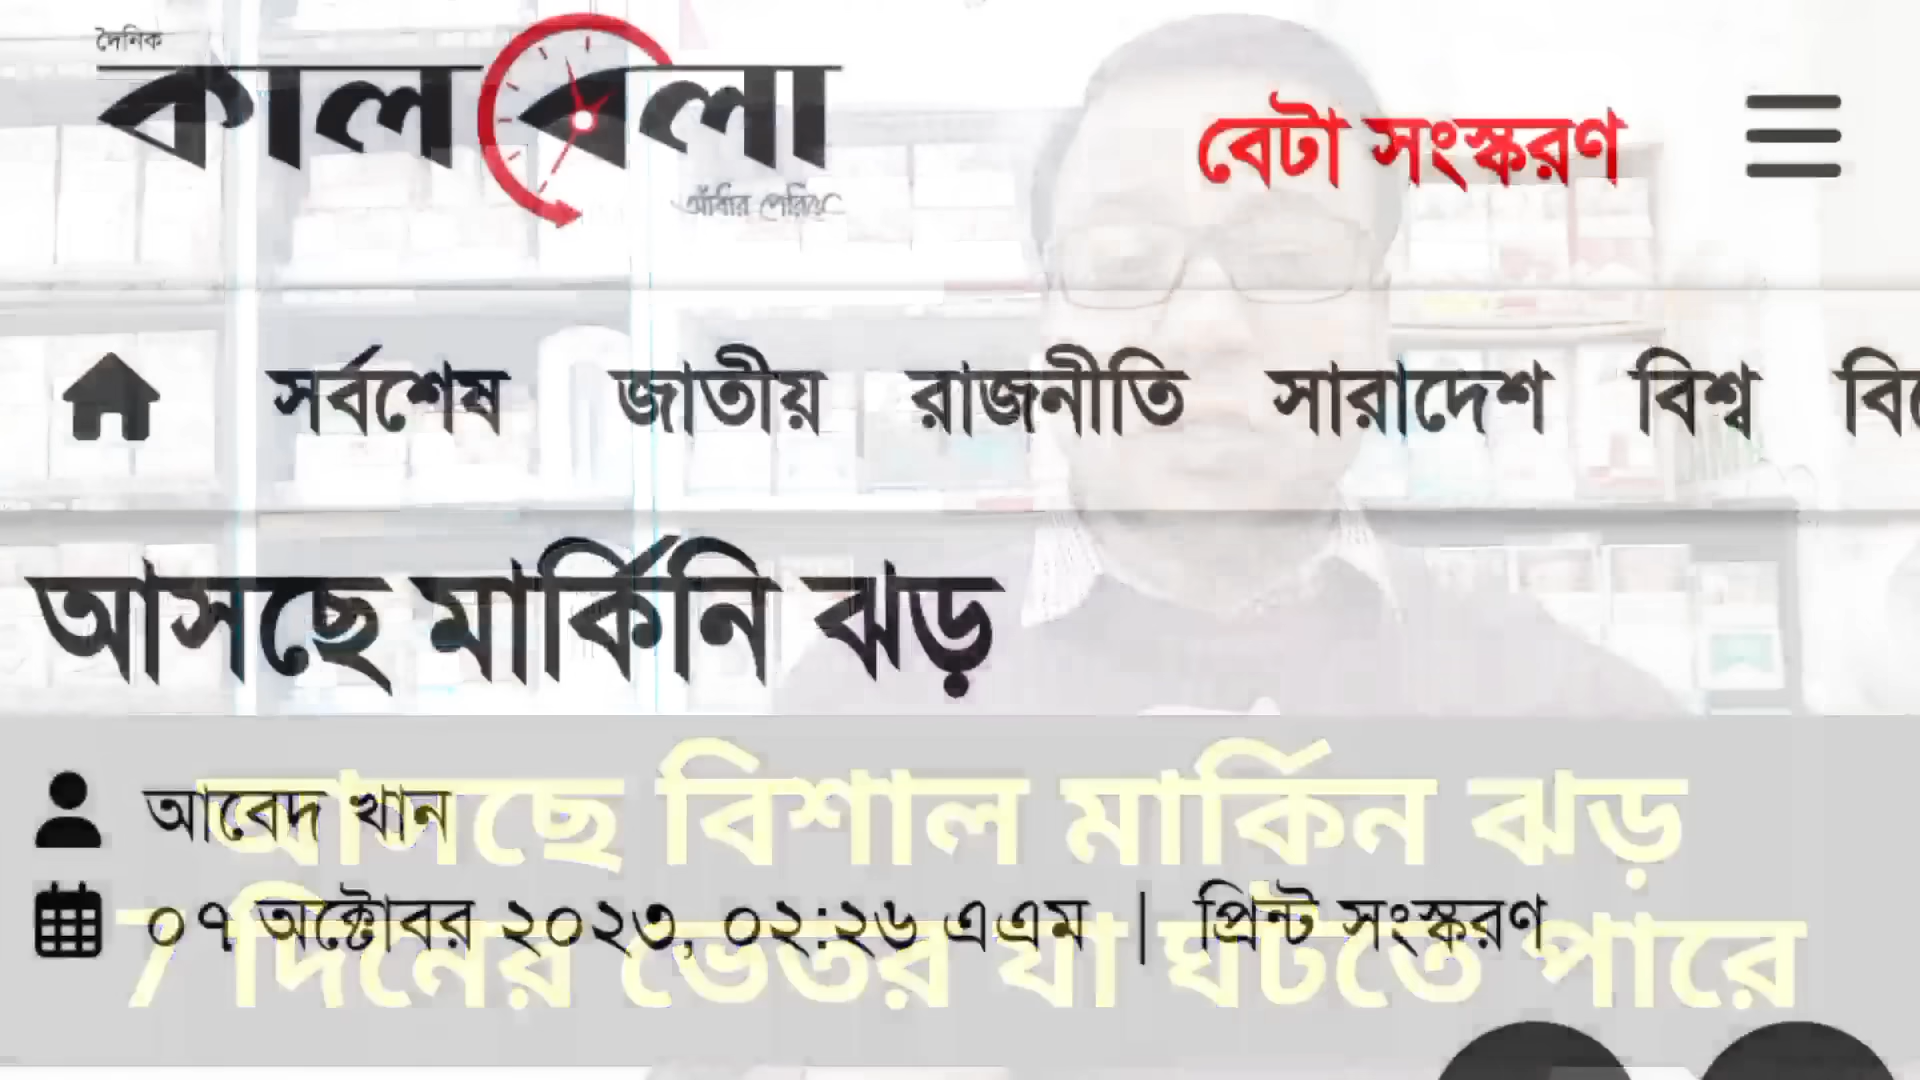 দৈনিক
কালবেলা
আঁধার পেরিয়ে
বেটা সংস্করণ
সর্বশেষ জাতীয় রাজনীতি সারাদেশ বিশ্ব
আসছে মার্কিনি ঝড়
আবেদ খান
০৭ অক্টোবর ২০২৩, ০২:২৬ এএম | প্রিন্ট সংস্করণ
আসছে বিশাল মার্কিন ঝড়
7 দিনের ভেতর যা ঘটতে পারে